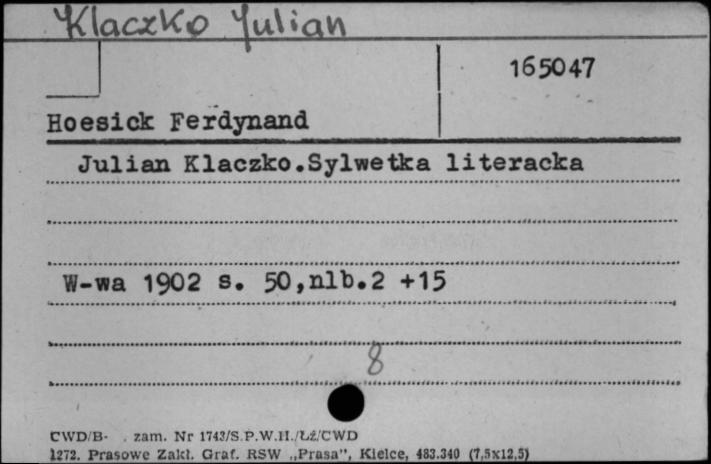 Klaczko Julian
165047
Hoesick Ferdynand
Julian Klaczko.Sylwetka literacka
W-wa 1902 s. 50,nlb.2 +15
8
CWD/B- . zam. Nr 1743/S.P.W.H./Łż/CWD
1272. Prasowe Zakł. Graf. RSW „Prasa", Kielce, 483.340 (7,5x12,5)